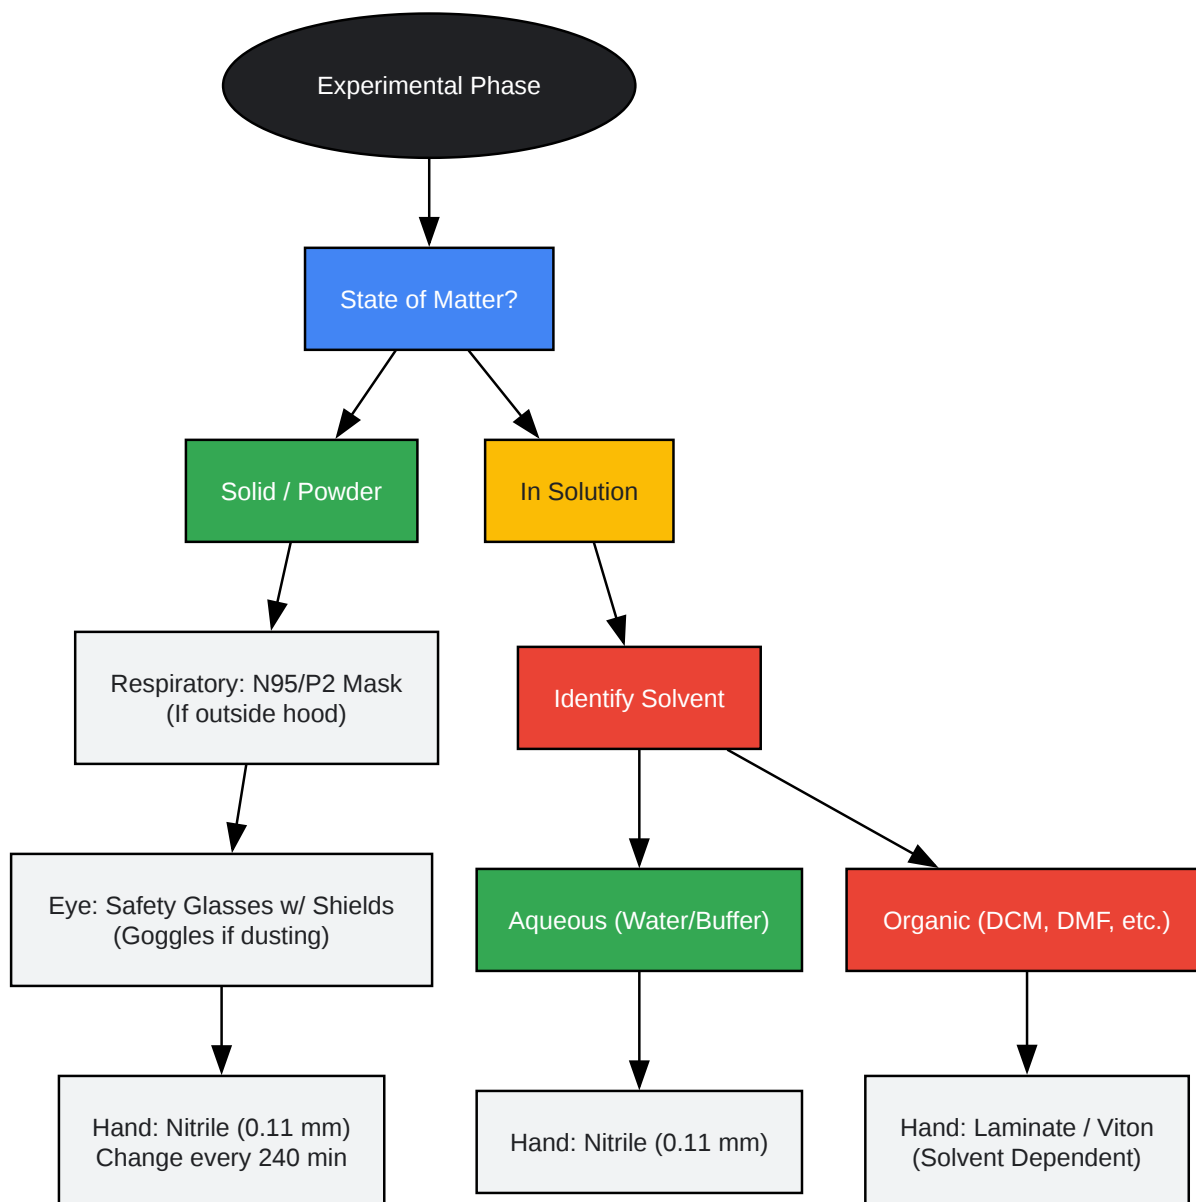 Experimental Phase
State of Matter?
Solid / Powder
In Solution
Respiratory: N95/P2 Mask
(If outside hood)
Identify Solvent
Eye: Safety Glasses w/ Shields
(Goggles if dusting)
Aqueous (Water/Buffer)
Organic (DCM, DMF, etc.)
Hand: Nitrile (0.11 mm)
Change every 240 min
Hand: Nitrile (0.11 mm)
Hand: Laminate / Viton
(Solvent Dependent)